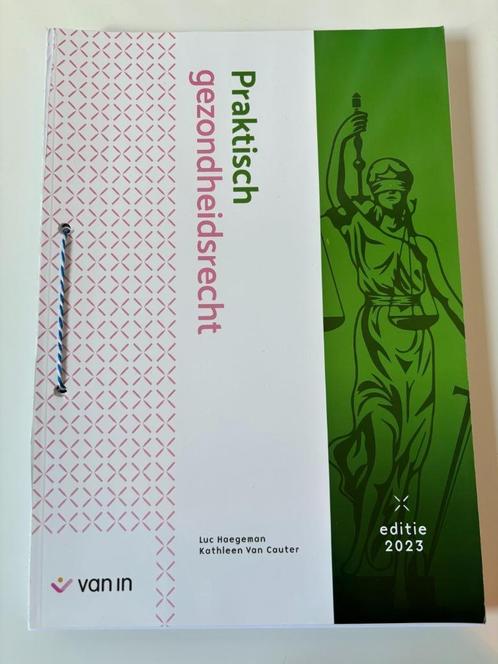 Praktisch
gezondheidsrecht
Luc Haegeman
Kathleen Van Cauter
editie
2023
van in